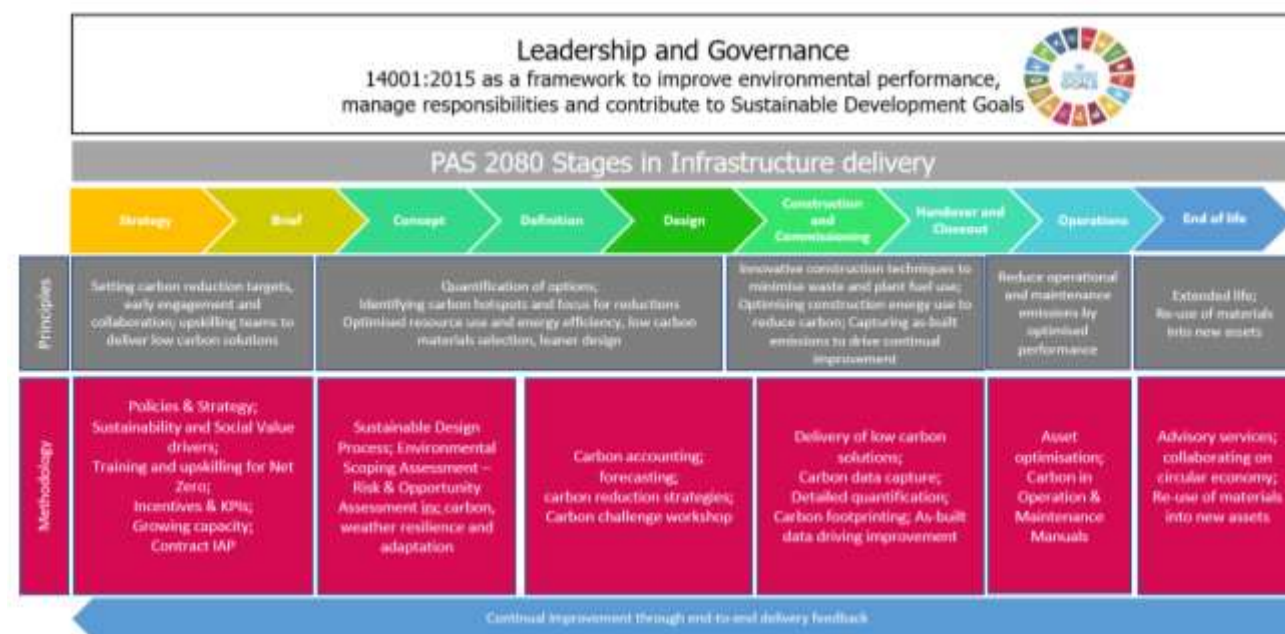 Leadership and Governance
14001:2015 as a framework to improve environmental performance,
manage responsibilities and contribute to Sustainable Development Goals
GOALS
PAS 2080 Stages in Infrastructure delivery
Strategy
Brief
Concept
Definition
Design
Construction
and
Commissioning
Handover and
Closeout
Operations
End of life
Principles
Setting carbon reduction targets,
early engagement and
collaboration; upskilling teams to
deliver low carbon solutions
Quantification of options;
Identifying carbon hotspots and focus for reductions
Optimised resource use and energy efficiency, low carbon
materials selection, leaner design
Innovative construction techniques to
minimise waste and plant fuel use;
Optimising construction energy use to
reduce carbon; Capturing as-built
emissions to drive continual
improvement
Reduce operational
and maintenance
emissions by
optimised
performance
Extended life;
Re-use of materials
into new assets
Methodology
Policies & Strategy;
Sustainability and Social Value
drivers;
Training and upskilling for Net
Zero;
Incentives & KPIs;
Growing capacity;
Contract IAP
Sustainable Design
Process; Environmental
Scoping Assessment –
Risk & Opportunity
Assessment inc carbon,
weather resilience and
adaptation
Carbon accounting;
forecasting;
carbon reduction strategies;
Carbon challenge workshop
Delivery of low carbon
solutions;
Carbon data capture;
Detailed quantification;
Carbon footprinting; As-built
data driving improvement
Asset
optimisation;
Carbon in
Operation &
Maintenance
Manuals
Advisory services;
collaborating on
circular economy;
Re-use of materials
into new assets
Continual improvement through end-to-end delivery feedback